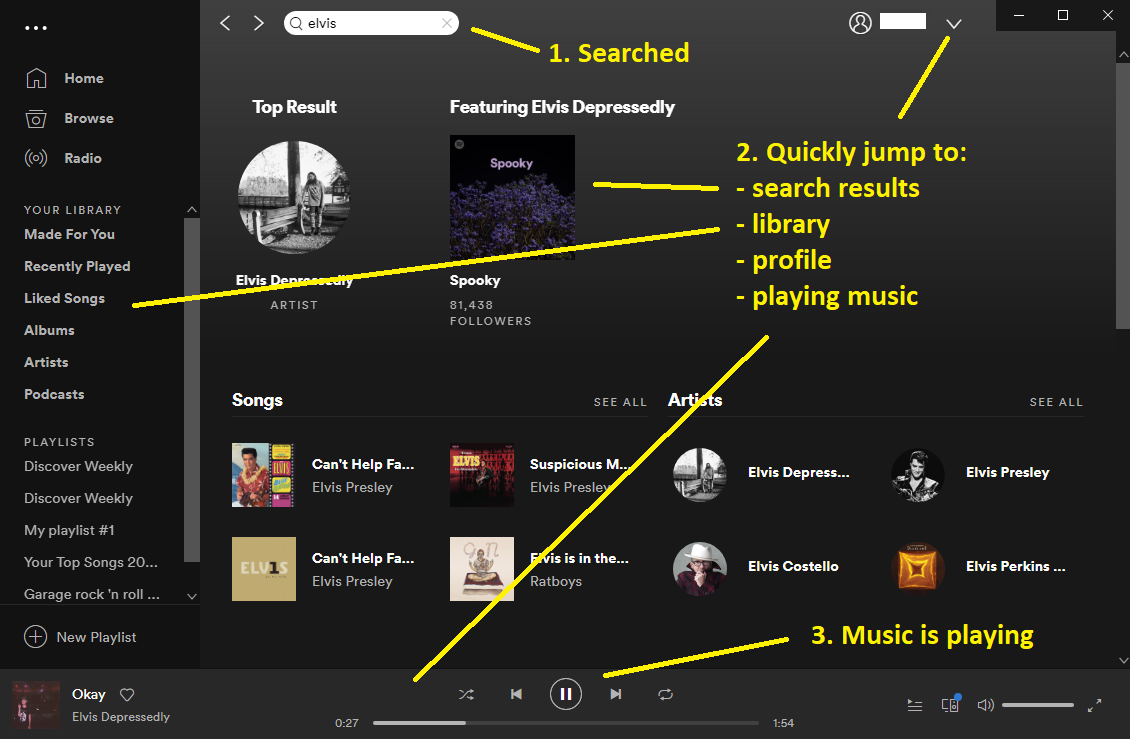 elvis
1. Searched
Home
Browse
Radio
YOUR LIBRARY
Made For You
Recently Played
Liked Songs
Albums
Artists
Podcasts
PLAYLISTS
Discover Weekly
Discover Weekly
My playlist #1
Your Top Songs 20...
Garage rock 'n roll ...
New Playlist
Top Result
Elvis Depressedly
ARTIST
Featuring Elvis Depressedly
Spooky
Spooky
81,438
FOLLOWERS
2. Quickly jump to:
- search results
- library
- profile
- playing music
Songs
SEE ALL
Can't Help Fa...
Elvis Presley
Suspicious M...
Elvis Presley
ELV1S
Can't Help Fa...
Elvis Presley
Elvis is in the...
Ratboys
Artists
SEE ALL
Elvis Depress...
Elvis Presley
Elvis Costello
Elvis Perkins ...
3. Music is playing
Okay
Elvis Depressedly
0:27
1:54